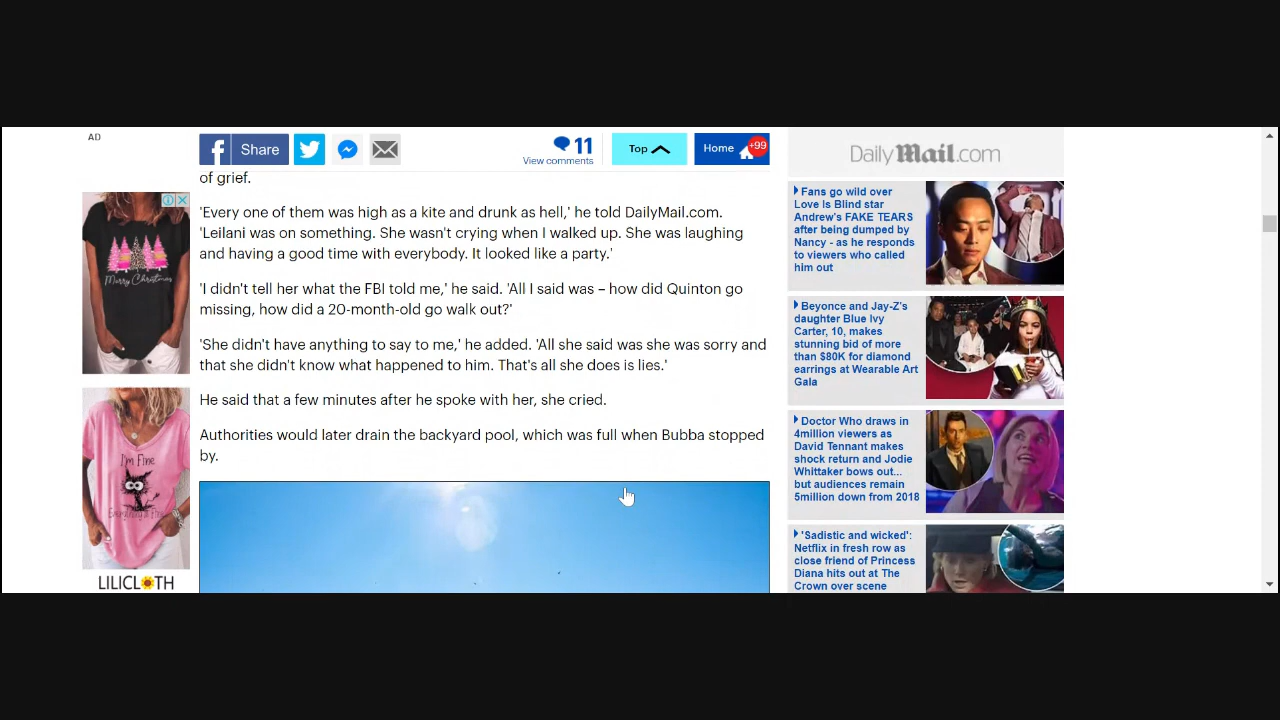 AD
Share
11
View comments
Top
Home
+99
DailyMail.com
of grief.
'Every one of them was high as a kite and drunk as hell,' he told DailyMail.com.
'Leilani was on something. She wasn't crying when I walked up. She was laughing
and having a good time with everybody. It looked like a party.'
'I didn't tell her what the FBI told me,' he said. 'All I said was – how did Quinton go
missing, how did a 20-month-old go walk out?'
'She didn't have anything to say to me,' he added. 'All she said was she was sorry and
that she didn't know what happened to him. That's all she does is lies.'
He said that a few minutes after he spoke with her, she cried.
Authorities would later drain the backyard pool, which was full when Bubba stopped
by.
Merry Christmas
I'm Fine
Everything is Fine
LILICLOTH
Fans go wild over
Love Is Blind star
Andrew's FAKE TEARS
after being dumped by
Nancy - as he responds
to viewers who called
him out
Beyonce and Jay-Z's
daughter Blue Ivy
Carter, 10, makes
stunning bid of more
than $80K for diamond
earrings at Wearable Art
Gala
Doctor Who draws in
4million viewers as
David Tennant makes
shock return and Jodie
Whittaker bows out...
but audiences remain
5million down from 2018
'Sadistic and wicked':
Netflix in fresh row as
close friend of Princess
Diana hits out at The
Crown over scene